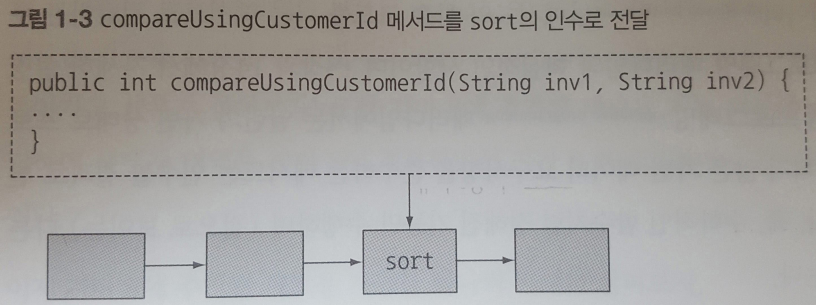 그림 1-3 compareUsingCustomerId 메서드를 sort의 인수로 전달
public int compareUsingCustomerId(String inv1, String inv2) {
....
}
sort